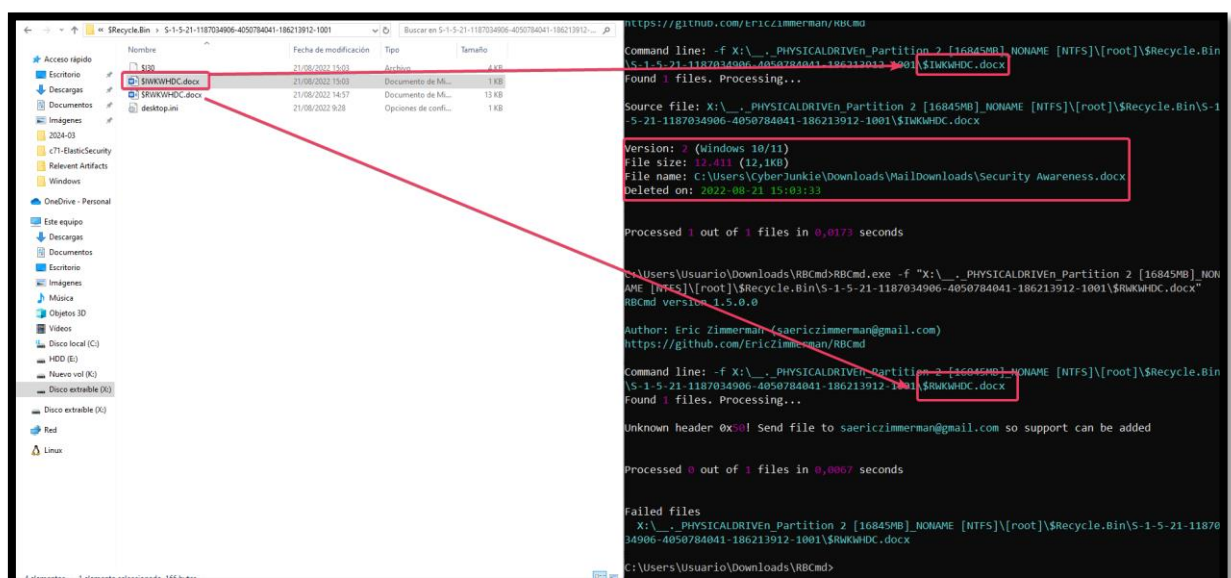 « $Recycle.Bin > S-1-5-21-1187034906-4050784041-186213912-1001
Buscar en S-1-5-21-1187034906-4050784041-186213912-...
Nombre Fecha de modificación Tipo Tamaño
$I30 21/08/2022 15:03 Archivo 4 KB
$IWKWHDC.docx 21/08/2022 15:03 Documento de Mi... 1 KB
$RWKWHDC.docx 21/08/2022 14:57 Documento de Mi... 13 KB
desktop.ini 21/08/2022 9:28 Opciones de confi... 1 KB
Acceso rápido
Escritorio
Descargas
Documentos
Imágenes
2024-03
c71-ElasticSecurity
Relevent Artifacts
Windows
OneDrive - Personal
Este equipo
Descargas
Documentos
Escritorio
Imágenes
Música
Objetos 3D
Vídeos
Disco local (C:)
HDD (E:)
Nuevo vol (K:)
Disco extraíble (X:)
Disco extraíble (X:)
Red
Linux
4 elementos 1 elemento seleccionado 166 bytes
https://github.com/EricZimmerman/RBCmd
Command line: -f X:\__._PHYSICALDRIVEn_Partition 2 [16845MB]_NONAME [NTFS]\[root]\$Recycle.Bin
\S-1-5-21-1187034906-4050784041-186213912-1001\$IWKWHDC.docx
Found 1 files. Processing...
Source file: X:\__._PHYSICALDRIVEn_Partition 2 [16845MB]_NONAME [NTFS]\[root]\$Recycle.Bin\S-1
-5-21-1187034906-4050784041-186213912-1001\$IWKWHDC.docx
Version: 2 (Windows 10/11)
File size: 12.411 (12,1KB)
File name: C:\Users\CyberJunkie\Downloads\MailDownloads\Security Awareness.docx
Deleted on: 2022-08-21 15:03:33
Processed 1 out of 1 files in 0,0173 seconds
C:\Users\Usuario\Downloads\RBCmd>RBCmd.exe -f "X:\__._PHYSICALDRIVEn_Partition 2 [16845MB]_NON
AME [NTFS]\[root]\$Recycle.Bin\S-1-5-21-1187034906-4050784041-186213912-1001\$RWKWHDC.docx"
RBCmd version 1.5.0.0
Author: Eric Zimmerman (saericzimmerman@gmail.com)
https://github.com/EricZimmerman/RBCmd
Command line: -f X:\__._PHYSICALDRIVEn_Partition 2 [16845MB]_NONAME [NTFS]\[root]\$Recycle.Bin
\S-1-5-21-1187034906-4050784041-186213912-1001\$RWKWHDC.docx
Found 1 files. Processing...
Unknown header 0x50! Send file to saericzimmerman@gmail.com so support can be added
Processed 0 out of 1 files in 0,0067 seconds
Failed files
X:\__._PHYSICALDRIVEn_Partition 2 [16845MB]_NONAME [NTFS]\[root]\$Recycle.Bin\S-1-5-21-11870
34906-4050784041-186213912-1001\$RWKWHDC.docx
C:\Users\Usuario\Downloads\RBCmd>